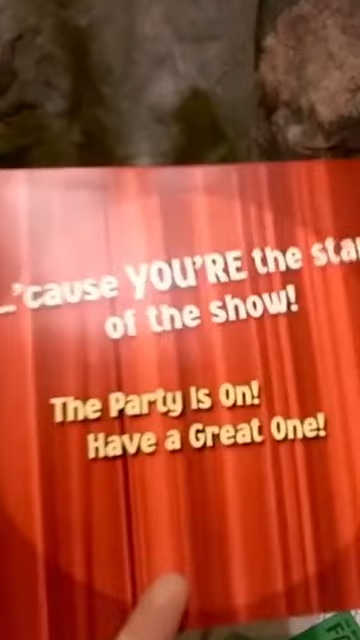 ...'cause YOU'RE the star
of the show!
The Party Is On!
Have a Great One!